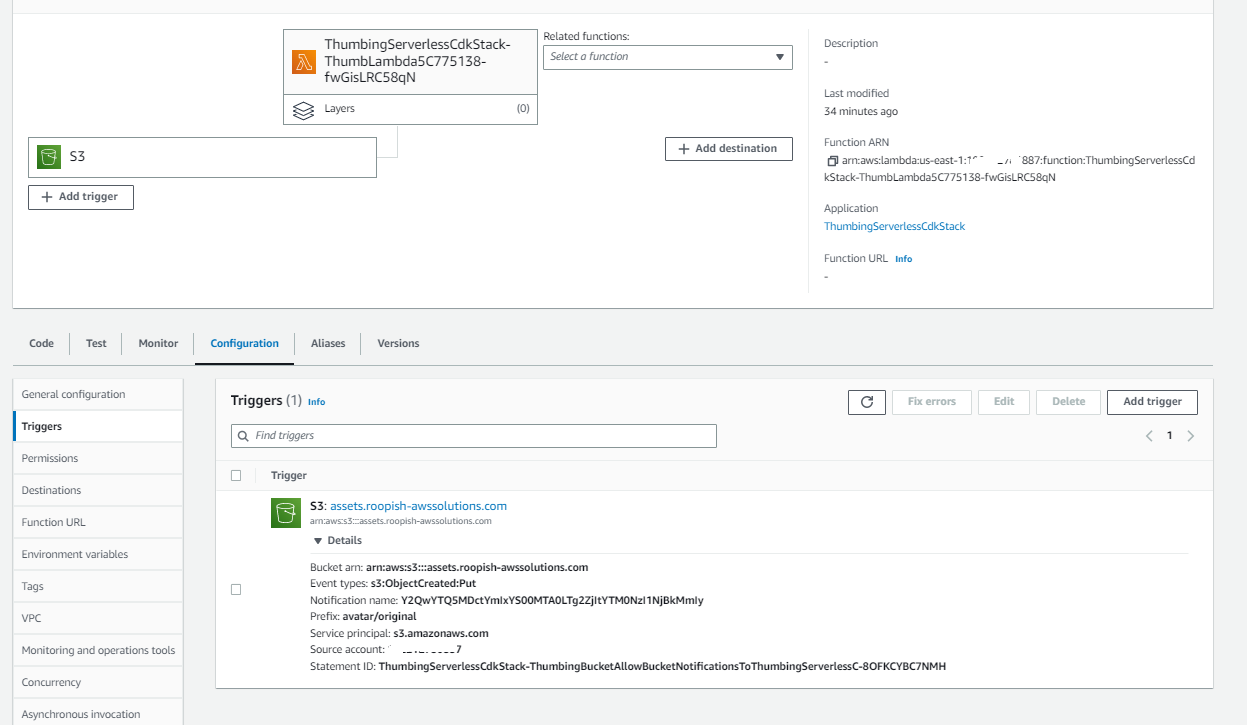 ThumbingServerlessCdkStack-
ThumbLambda5C775138-
fwGisLRC58qN
Layers (0)
S3
+ Add trigger
Related functions:
Select a function
+ Add destination
Description
-
Last modified
34 minutes ago
Function ARN
arn:aws:lambda:us-east-1: 887:function:ThumbingServerlessCd
kStack-ThumbLambda5C775138-fwGisLRC58qN
Application
ThumbingServerlessCdkStack
Function URL Info
-
Code Test Monitor Configuration Aliases Versions
General configuration
Triggers
Permissions
Destinations
Function URL
Environment variables
Tags
VPC
Monitoring and operations tools
Concurrency
Asynchronous invocation
Triggers (1) Info
Fix errors Edit Delete Add trigger
Find triggers
1
Trigger
S3: assets.roopish-awssolutions.com
arn:aws:s3:::assets.roopish-awssolutions.com
Details
Bucket arn: arn:aws:s3:::assets.roopish-awssolutions.com
Event types: s3:ObjectCreated:Put
Notification name: Y2QwYTQ5MDctYmIxYS00MTA0LTg2ZjItYTM0NzI1NjBkMmIy
Prefix: avatar/original
Service principal: s3.amazonaws.com
Source account:
Statement ID: ThumbingServerlessCdkStack-ThumbingBucketAllowBucketNotificationsToThumbingServerlessC-8OFKCYBC7NMH